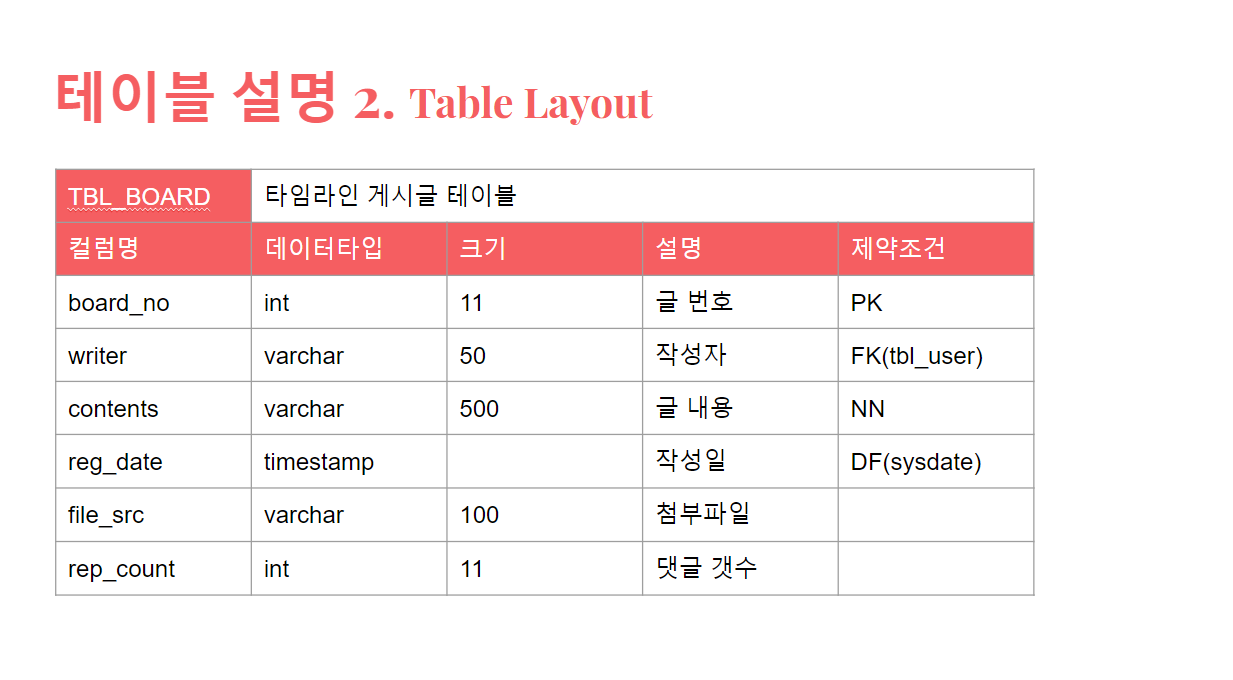 테이블 설명 2. Table Layout
TBL_BOARD 타임라인 게시글 테이블
컬럼명 데이터타입 크기 설명 제약조건
board_no int 11 글 번호 PK
writer varchar 50 작성자 FK(tbl_user)
contents varchar 500 글 내용 NN
reg_date timestamp 작성일 DF(sysdate)
file_src varchar 100 첨부파일
rep_count int 11 댓글 갯수